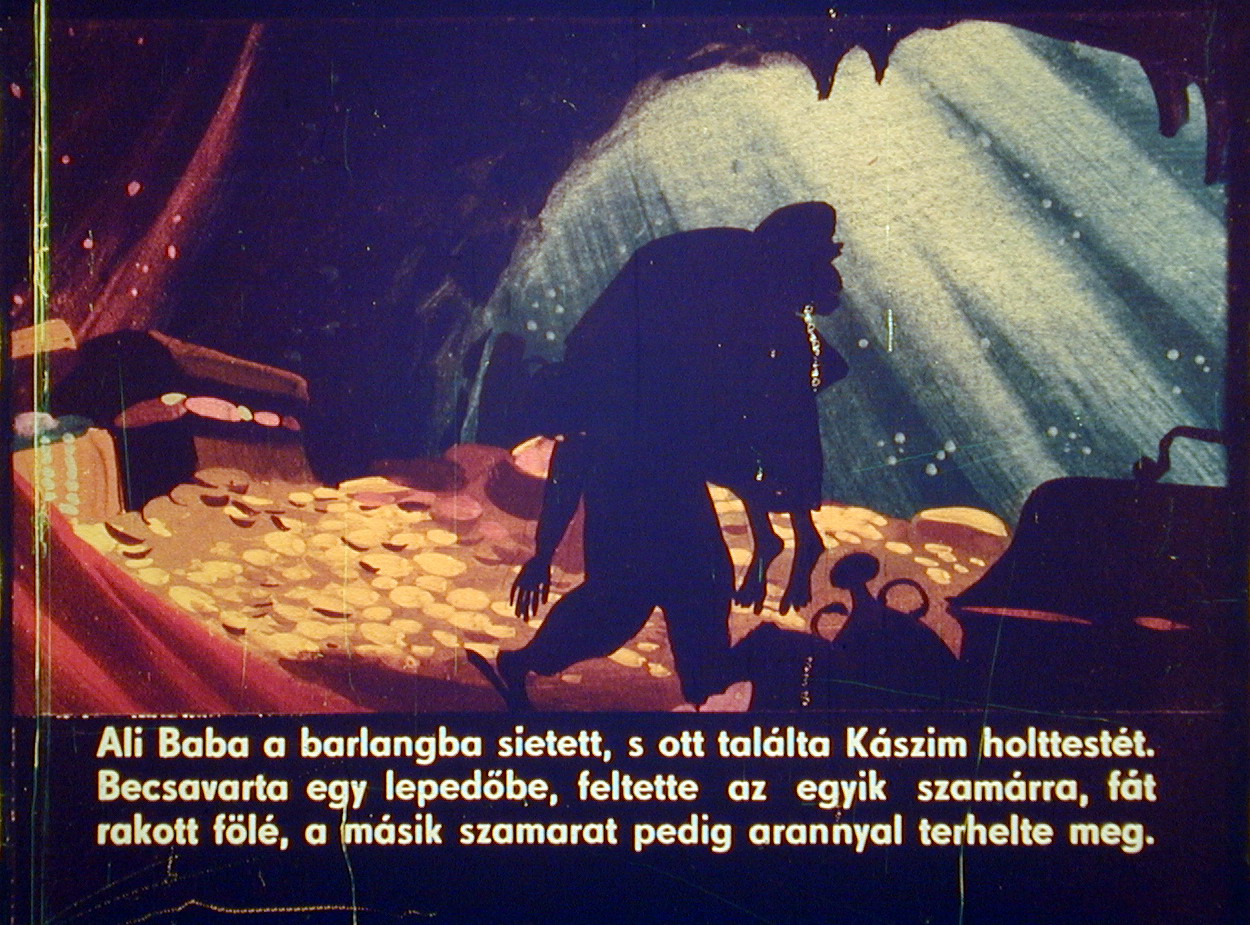 Ali Baba a barlangba sietett, s ott találta Kászim holttestét.
Becsavarta egy lepedőbe, feltette az egyik szamárra, fát
rakott fölé, a másik szamarat pedig arannyal terhelte meg.